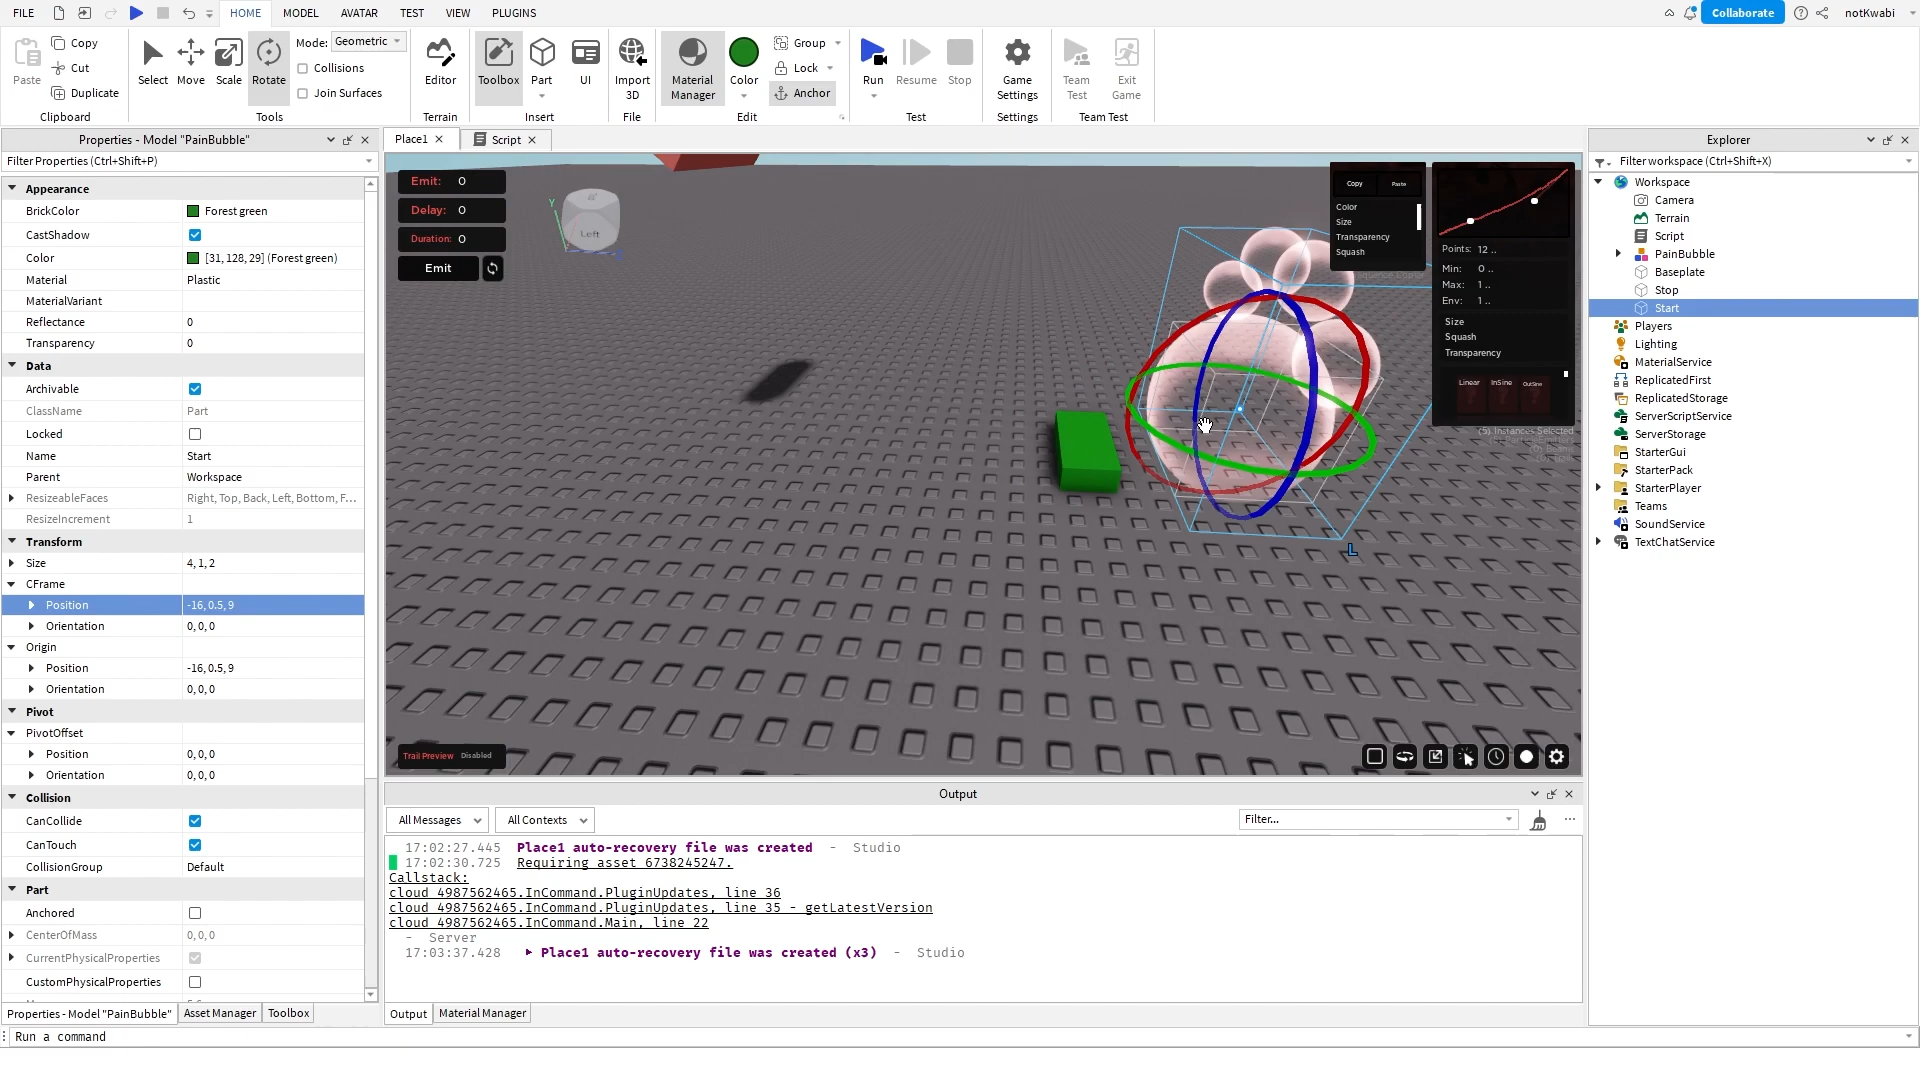 FILE HOME MODEL AVATAR TEST VIEW PLUGINS Collaborate notKwabi
Paste Copy Cut Duplicate Clipboard
Select Move Scale Rotate Mode: Geometric Collisions Join Surfaces Tools
Editor Terrain
Toolbox Part UI Insert
Import 3D File
Material Manager Color Group Lock Anchor Edit
Run Resume Stop Test
Game Settings Settings
Team Test Exit Game Team Test
Properties - Model "PainBubble"
Filter Properties (Ctrl+Shift+P)
Appearance
BrickColor Forest green
CastShadow
Color [31, 128, 29] (Forest green)
Material Plastic
MaterialVariant
Reflectance 0
Transparency 0
Data
Archivable
ClassName Part
Locked
Name Start
Parent Workspace
ResizeableFaces Right, Top, Back, Left, Bottom, F...
ResizeIncrement 1
Transform
Size 4, 1, 2
CFrame
Position -16, 0.5, 9
Orientation 0, 0, 0
Origin
Position -16, 0.5, 9
Orientation 0, 0, 0
Pivot
PivotOffset
Position 0, 0, 0
Orientation 0, 0, 0
Collision
CanCollide
CanTouch
CollisionGroup Default
Part
Anchored
CenterOfMass 0, 0, 0
CurrentPhysicalProperties
CustomPhysicalProperties
Properties - Model "PainBubble" Asset Manager Toolbox
Run a command
Place1 Script
Emit: 0
Delay: 0
Duration: 0
Emit
Y
Left
Copy Paste
Color
Size
Transparency
Squash
Points: 12 ..
Min: 0 ..
Max: 1 ..
Env: 1 ..
Size
Squash
Transparency
Linear InSine OutSine
(5) Instances Selected
L
Trail Preview Disabled
Output
All Messages All Contexts Filter... ...
17:02:27.445 Place1 auto-recovery file was created - Studio
17:02:30.725 Requiring asset 6738245247.
Callstack:
cloud_4987562465.InCommand.PluginUpdates, line 36
cloud_4987562465.InCommand.PluginUpdates, line 35 - getLatestVersion
cloud_4987562465.InCommand.Main, line 22
- Server
17:03:37.428 Place1 auto-recovery file was created (x3) - Studio
Output Material Manager
Explorer
Filter workspace (Ctrl+Shift+X)
Workspace
Camera
Terrain
Script
PainBubble
Baseplate
Stop
Start
Players
Lighting
MaterialService
ReplicatedFirst
ReplicatedStorage
ServerScriptService
ServerStorage
StarterGui
StarterPack
StarterPlayer
Teams
SoundService
TextChatService